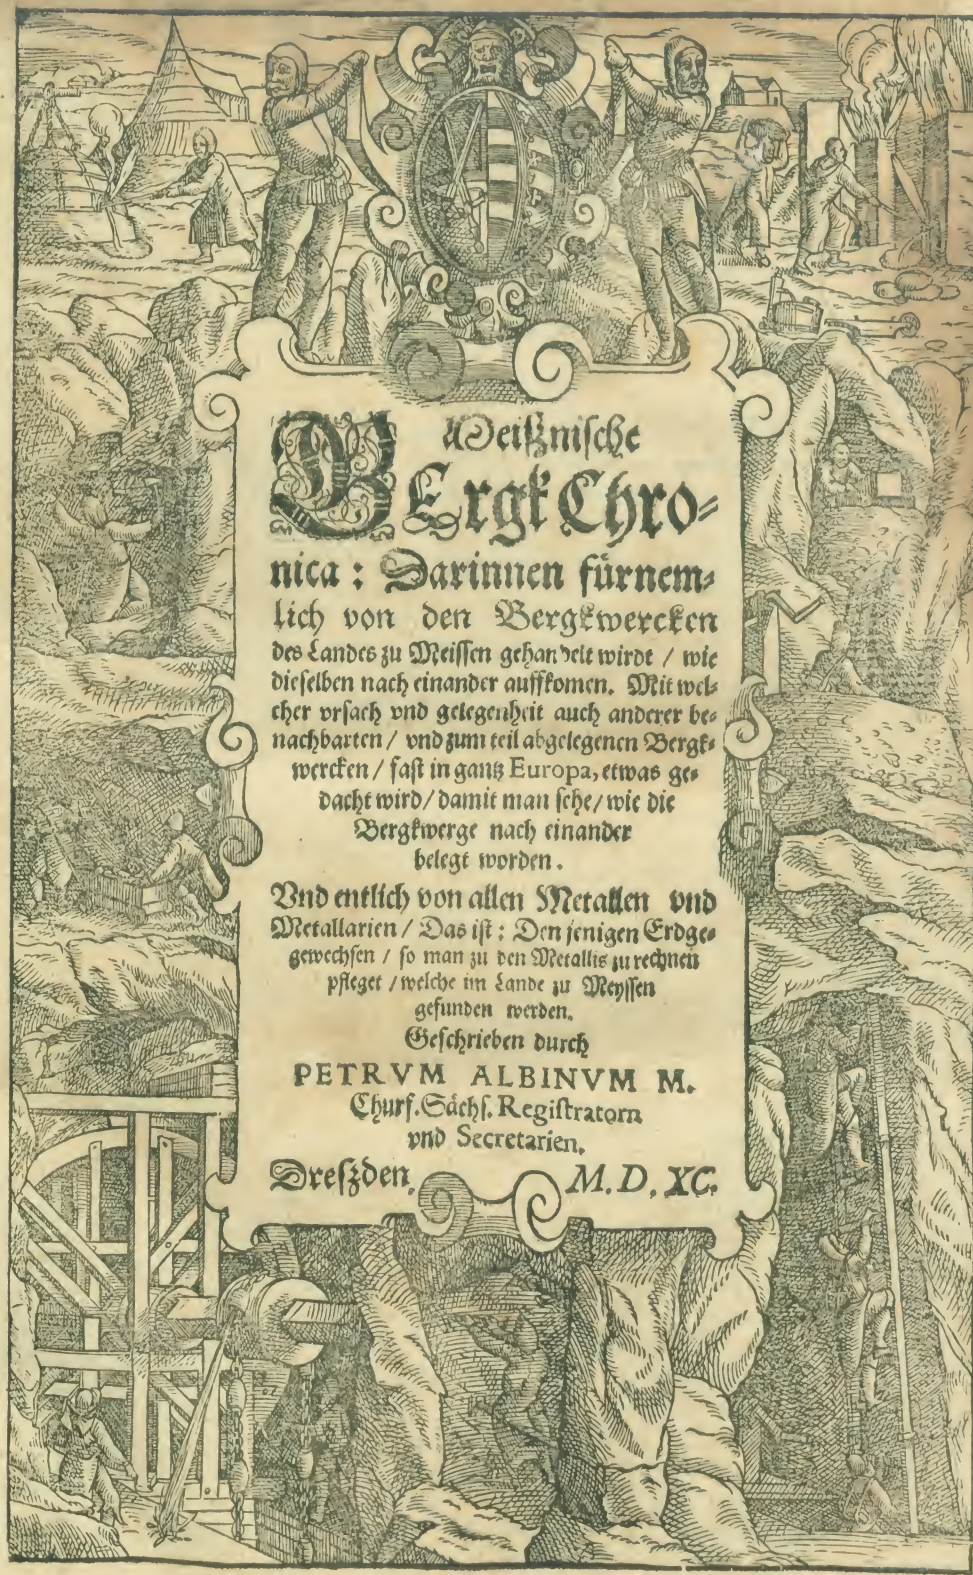 Meißnische
BErgk Chro⸗
nica: Darinnen fürnem⸗
lich von den Bergkwercken
des Landes zu Meissen gehandelt wirdt / wie
dieselben nach einander auffkomen. Mit wel⸗
cher vrsach vnd gelegenheit auch anderer be⸗
nachbarten / vnd zum teil abgelegenen Bergk⸗
wercken / fast in gantz Europa, etwas ge⸗
dacht wird / damit man sehe / wie die
Bergkwerge nach einander
belegt worden.
Vnd entlich von allen Metallen vnd
Metallarien / Das ist: Den jenigen Erdge⸗
gewechsen / so man zu den Metallis zu rechnen
pfleget / welche im Lande zu Meyssen
gefunden werden.
Geschrieben durch
PETRVM ALBINVM M.
Churf. Sächs. Registratorn
vnd Secretarien.
Dreßden, M. D. XC.